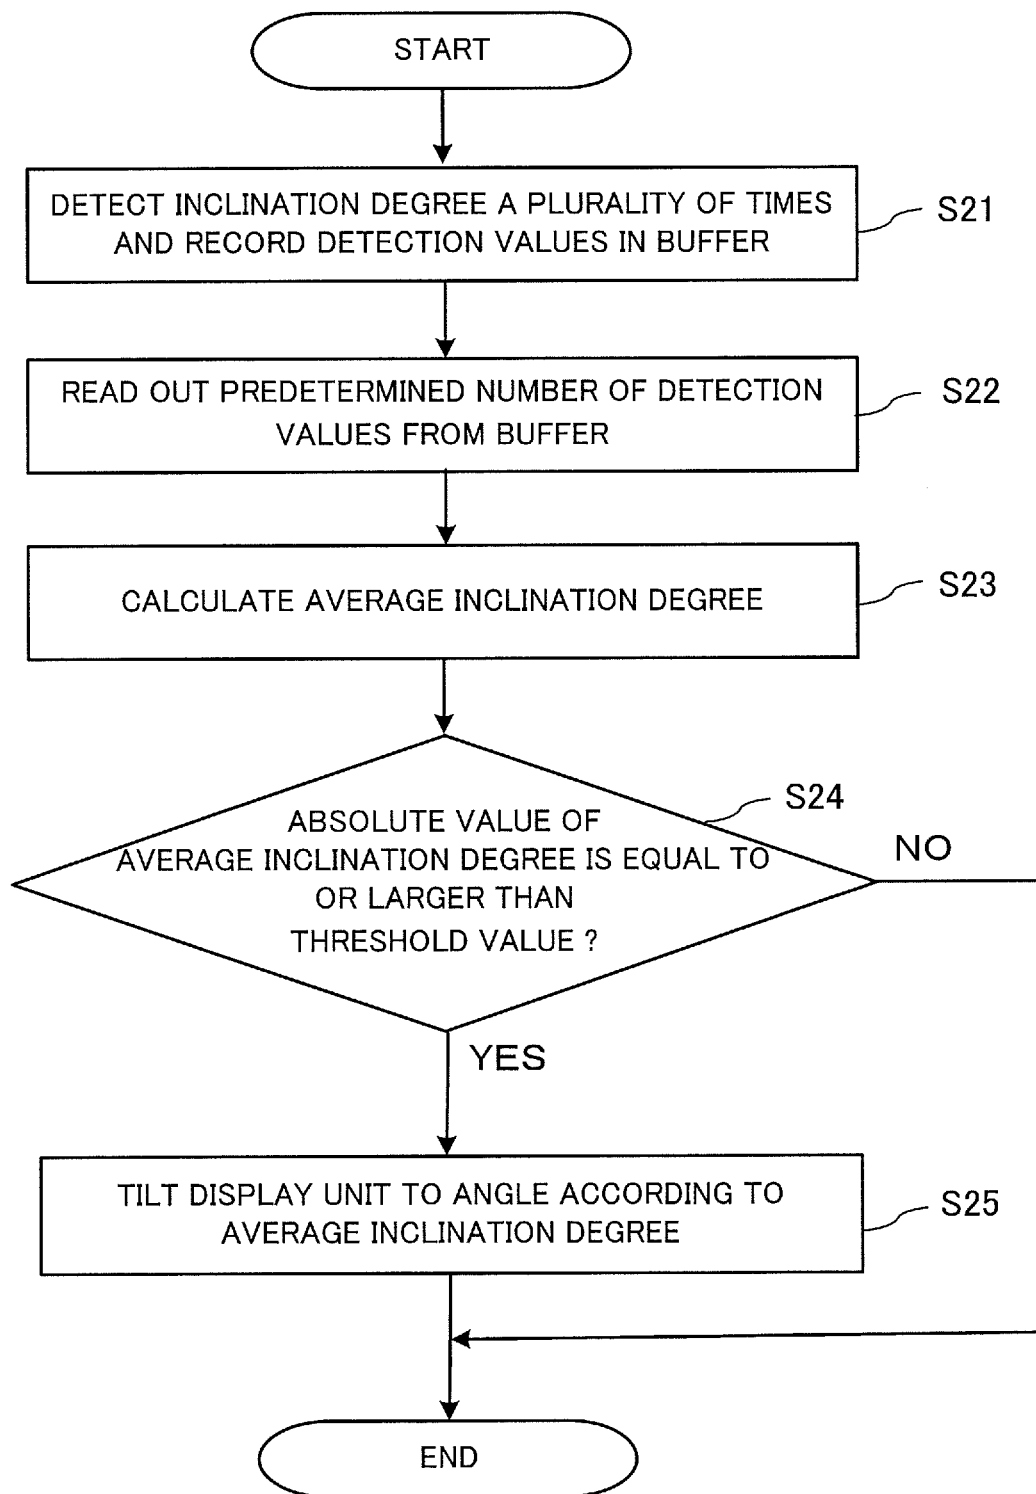 START
DETECT INCLINATION DEGREE A PLURALITY OF TIMES
AND RECORD DETECTION VALUES IN BUFFER
S21
READ OUT PREDETERMINED NUMBER OF DETECTION
VALUES FROM BUFFER
S22
CALCULATE AVERAGE INCLINATION DEGREE
S23
S24
ABSOLUTE VALUE OF
AVERAGE INCLINATION DEGREE IS EQUAL TO
OR LARGER THAN
THRESHOLD VALUE ?
NO
YES
TILT DISPLAY UNIT TO ANGLE ACCORDING TO
AVERAGE INCLINATION DEGREE
S25
END